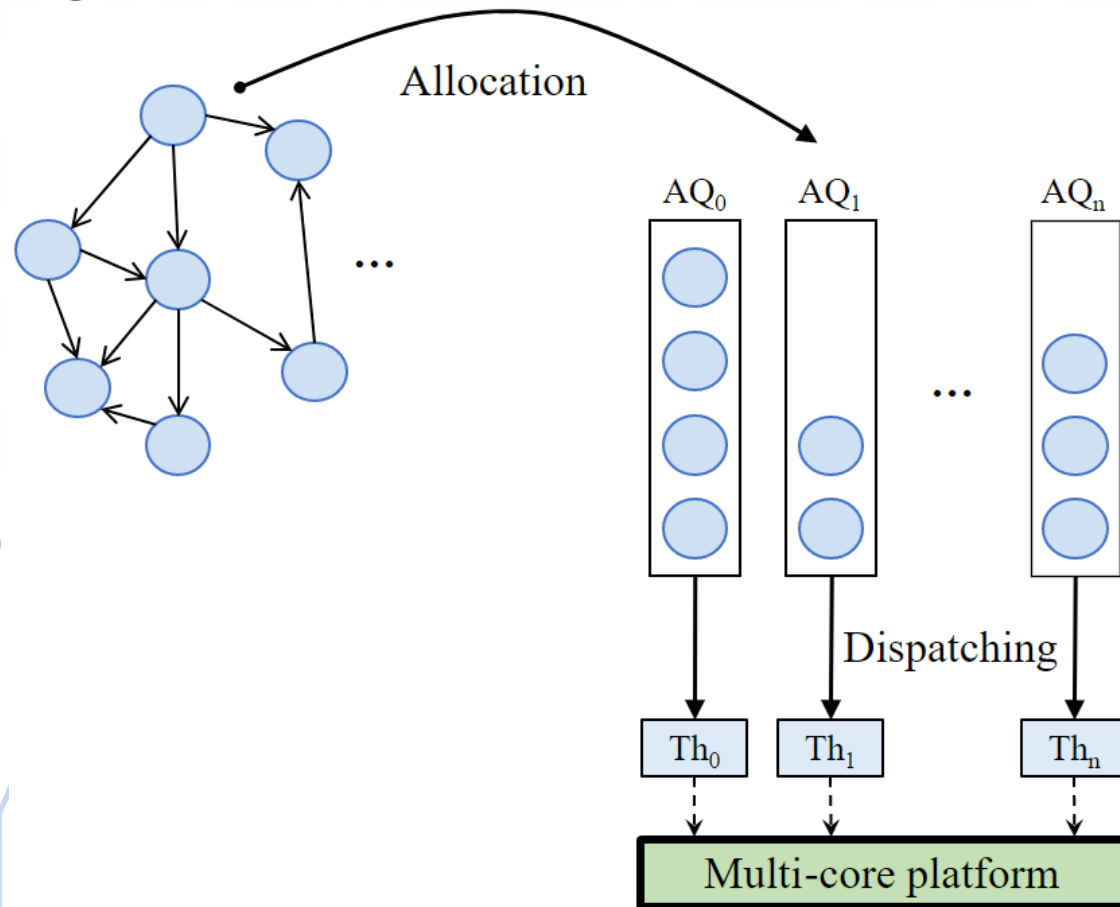 Allocation
AQ₀ AQ₁ AQₙ
...
...
Dispatching
Th₀ Th₁ Thₙ
Multi-core platform